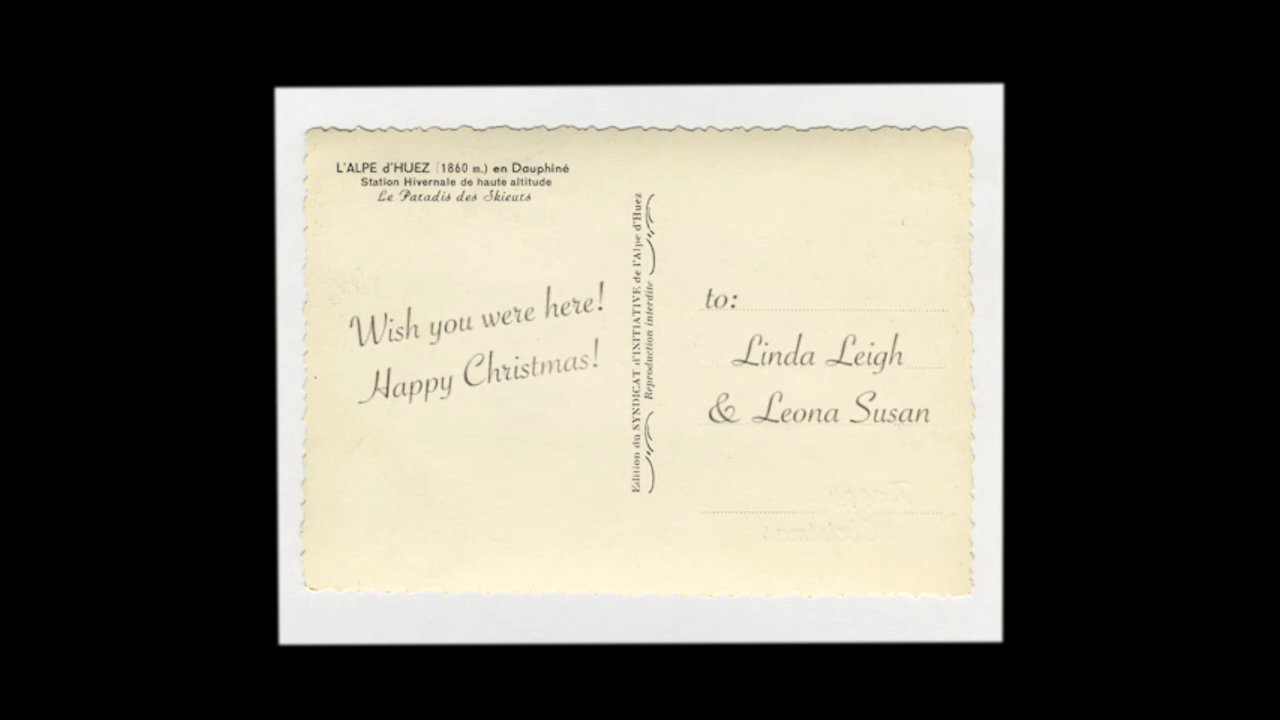 L'ALPE d'HUEZ (1860 m.) en Dauphiné
Station Hivernale de haute altitude
Le Paradis des Skieurs
Wish you were here!
Happy Christmas!
Edition du SYNDICAT d'INITIATIVE de l'Alpe d'Huez
Reproduction interdite
to:
Linda Leigh
& Leona Susan